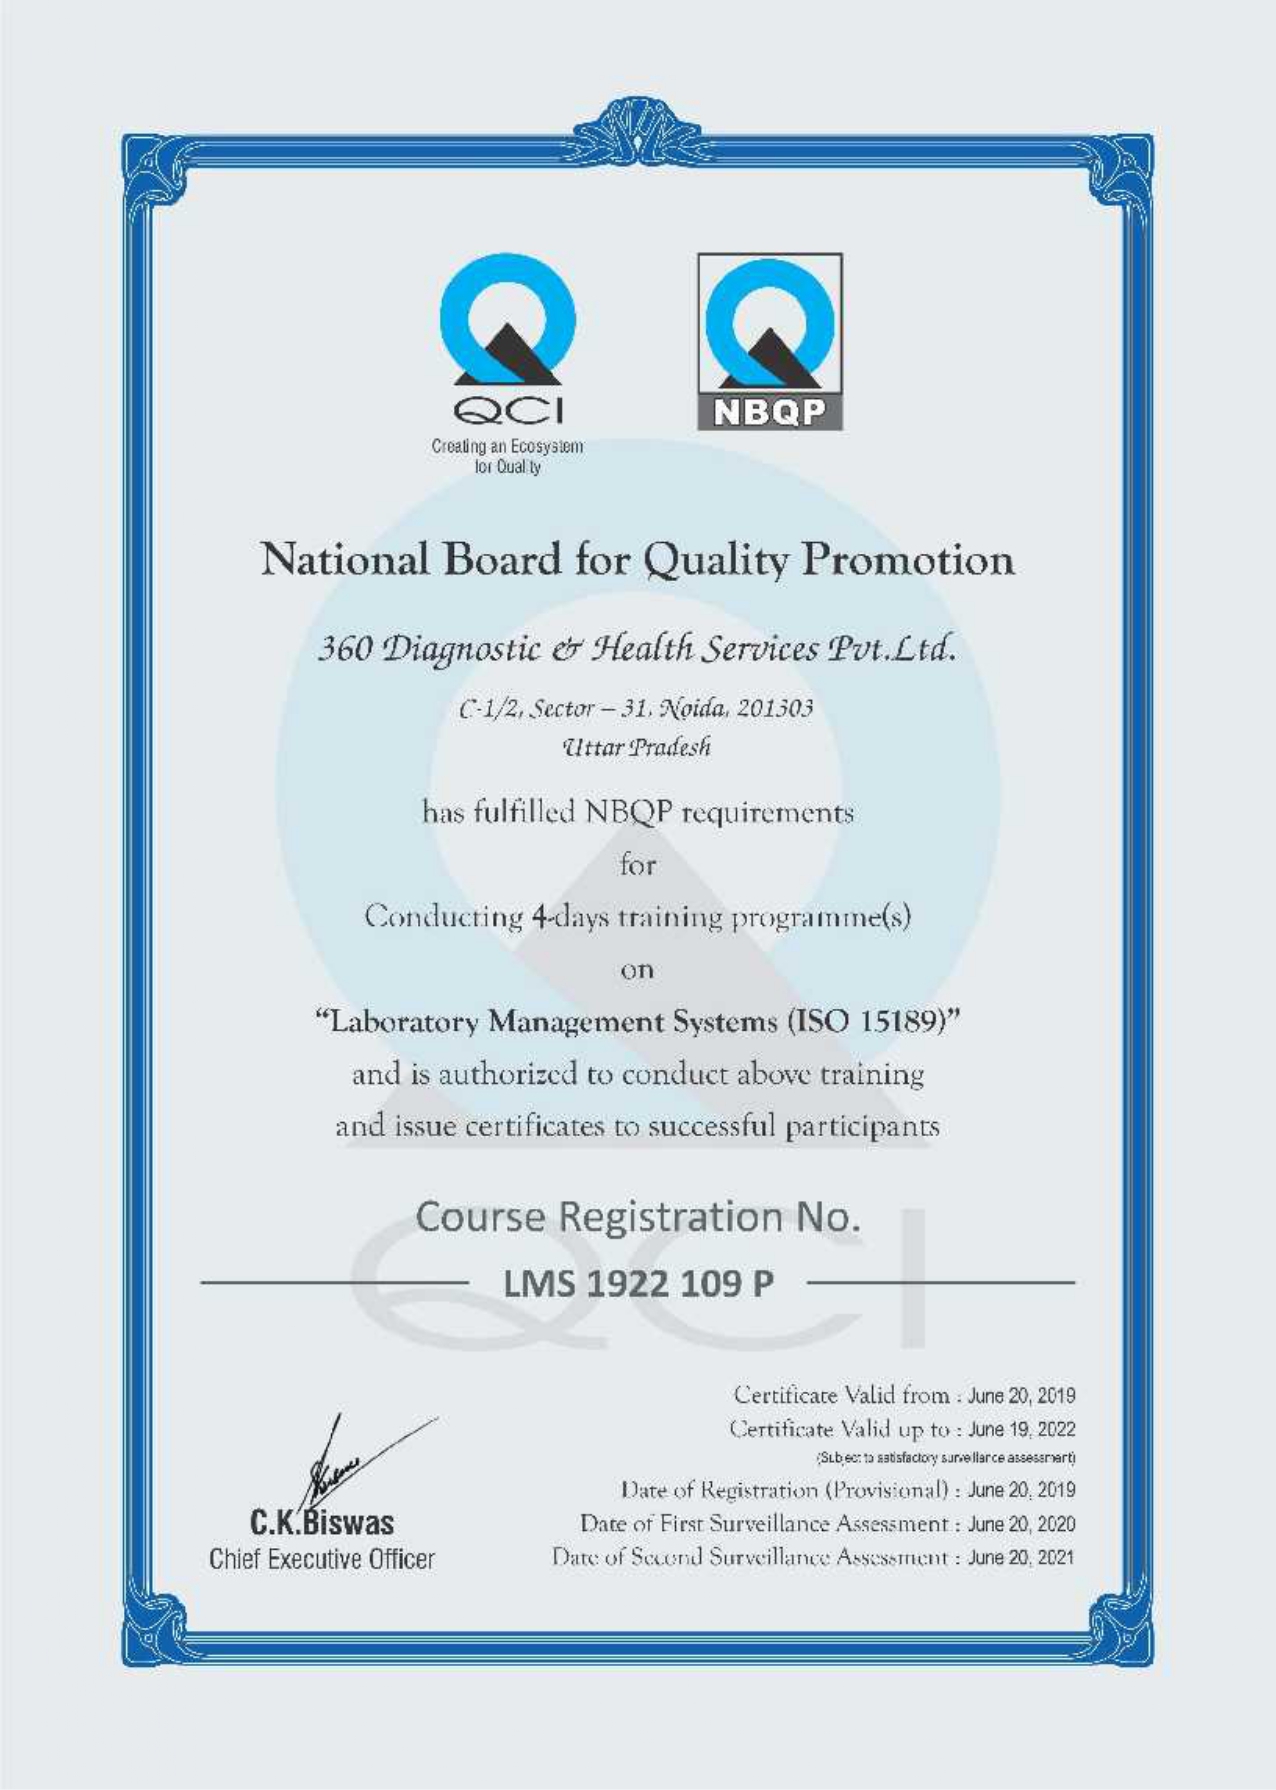 QCI
NBQP
Creating an Ecosystem
for Quality
National Board for Quality Promotion
360 Diagnostic & Health Services Pvt.Ltd.
C-1/2, Sector – 31, Noida, 201303
Uttar Pradesh
has fulfilled NBQP requirements
for
Conducting 4-days training programme(s)
on
“Laboratory Management Systems (ISO 15189)”
and is authorized to conduct above training
and issue certificates to successful participants
Course Registration No.
LMS 1922 109 P
QCI
Certificate Valid from : June 20, 2019
Certificate Valid up to : June 19, 2022
(Subject to satisfactory surveillance assessment)
Date of Registration (Provisional) : June 20, 2019
Date of First Surveillance Assessment : June 20, 2020
Date of Second Surveillance Assessment : June 20, 2021
C.K.Biswas
Chief Executive Officer